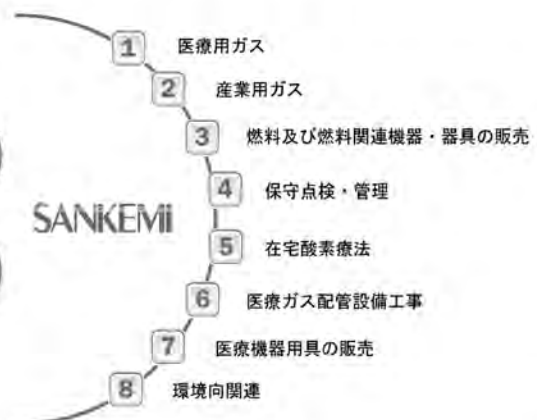 1 医療用ガス
2 産業用ガス
3 燃料及び燃料関連機器・器具の販売
4 保守点検・管理
SANKEMi
5 在宅酸素療法
6 医療ガス配管設備工事
7 医療機器用具の販売
8 環境向関連